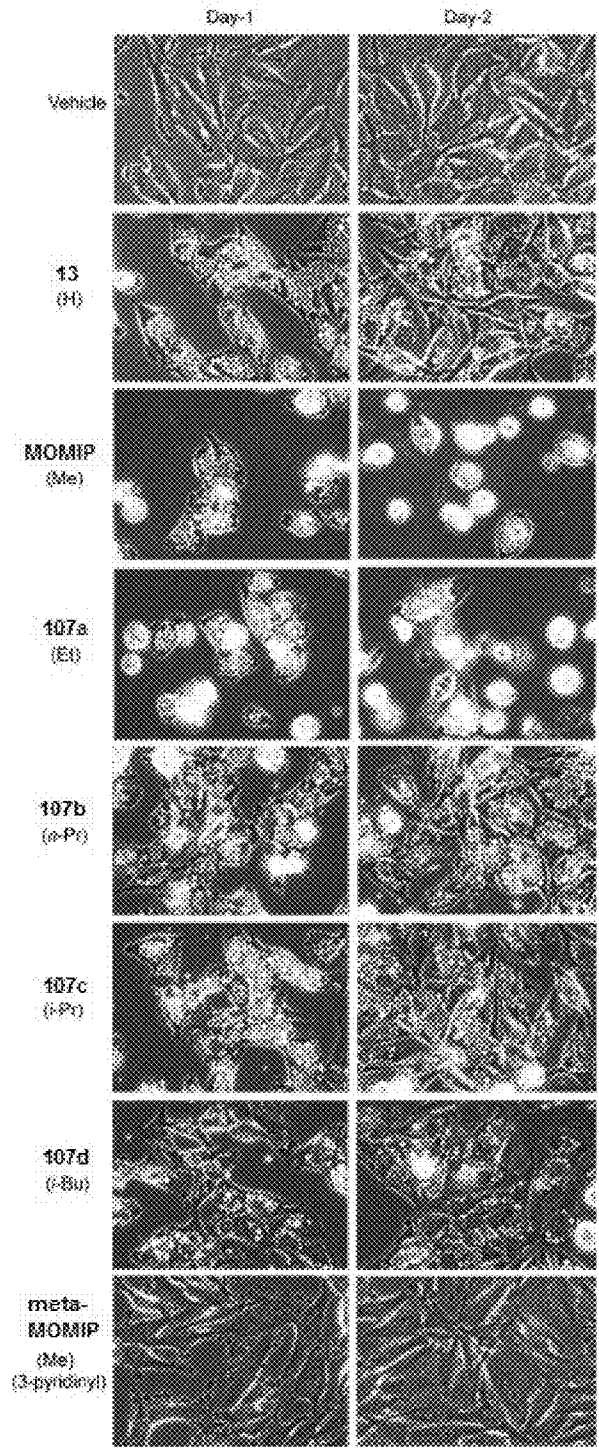 Day-1 Day-2
Vehicle
13
(H)
MOMIP
(Me)
107a
(Et)
107b
(n-Pr)
107c
(i-Pr)
107d
(i-Bu)
meta-
MOMIP
(Me)
(3-pyridinyl)